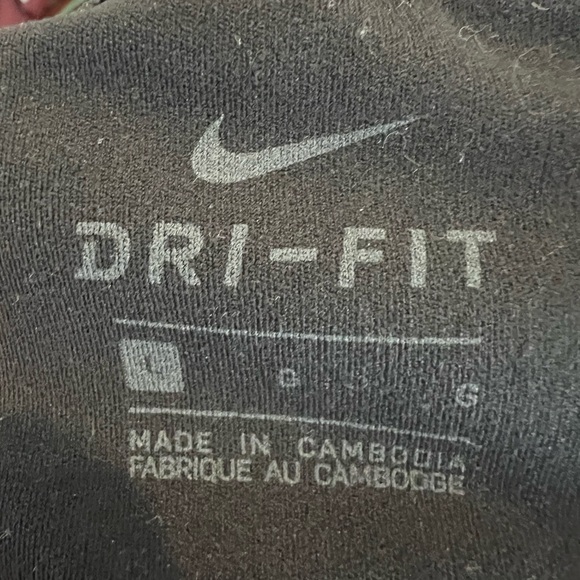 DRI-FIT
L G G
MADE IN CAMBODIA
FABRIQUE AU CAMBODGE